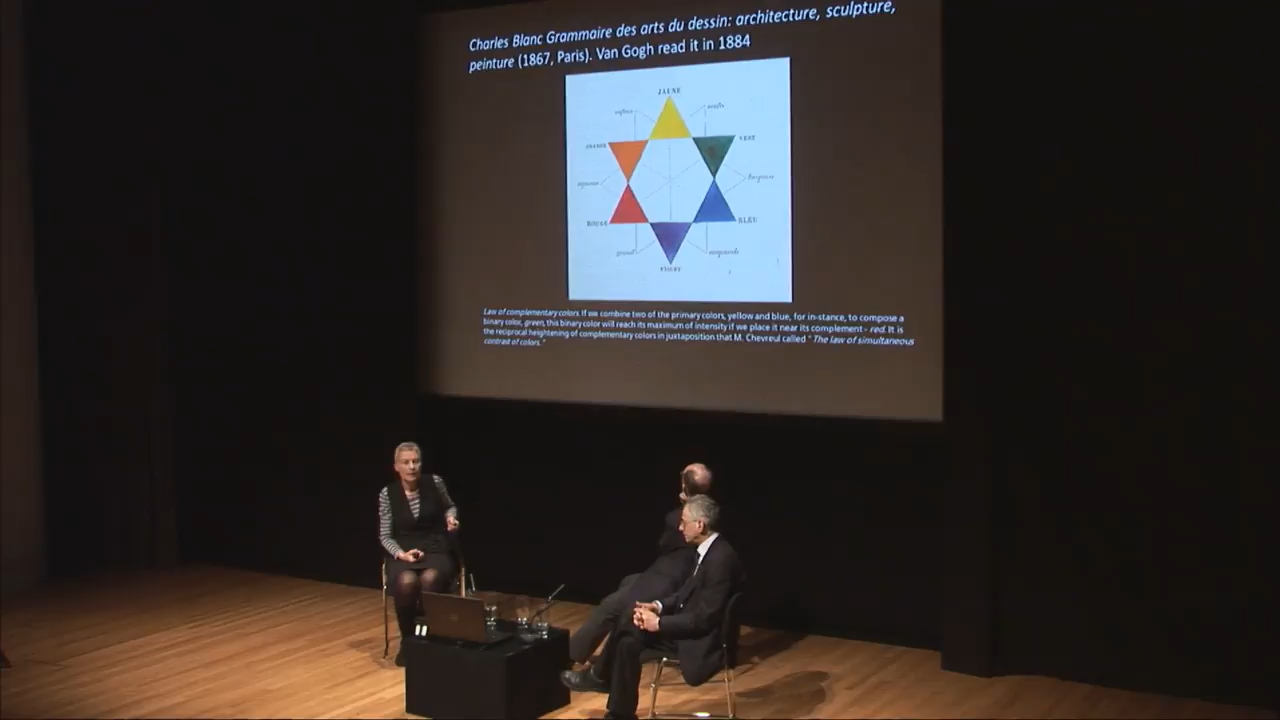 Charles Blanc Grammaire des arts du dessin: architecture, sculpture,
peinture (1867, Paris). Van Gogh read it in 1884
JAUNE
VERT
BLEU
ROUGE
VIOLET
Law of complementary colors. If we combine two of the primary colors, yellow and blue, for in-stance, to compose a
binary color, green, this binary color will reach its maximum of intensity if we place it near its complement - red. It is
the reciprocal heightening of complementary colors in juxtaposition that M. Chevreul called " The law of simultaneous
contrast of colors."